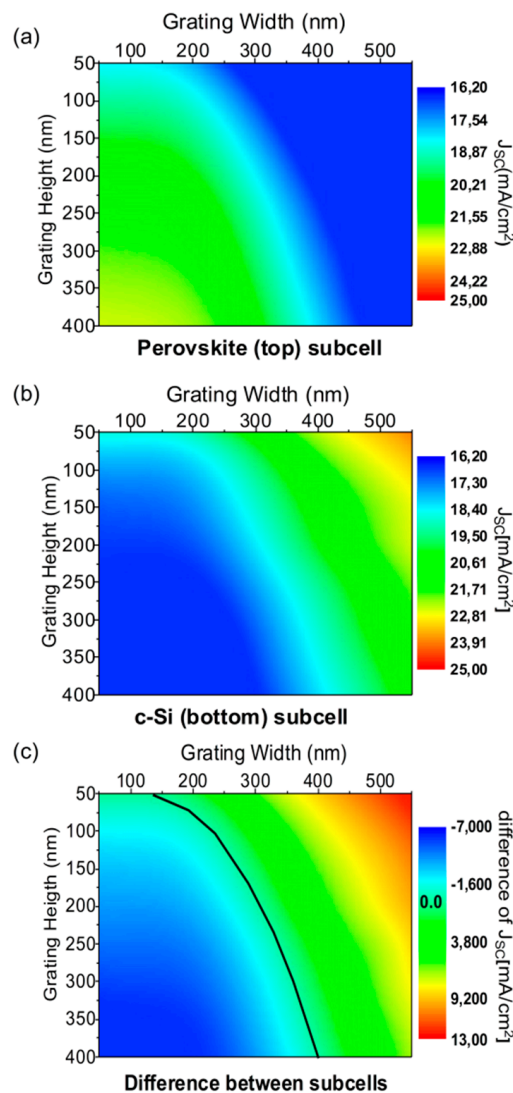 (a)
Grating Width (nm)
100 200 300 400 500
Grating Height (nm)
50
100
150
200
250
300
350
400
16,20
17,54
18,87
20,21
21,55
22,88
24,22
25,00
JSC(mA/cm²)
Perovskite (top) subcell
(b)
Grating Width (nm)
100 200 300 400 500
Grating Height (nm)
50
100
150
200
250
300
350
400
16,20
17,30
18,40
19,50
20,61
21,71
22,81
23,91
25,00
JSC[mA/cm²]
c-Si (bottom) subcell
(c)
Grating Width (nm)
100 200 300 400 500
Grating Heigth (nm)
50
100
150
200
250
300
350
400
-7,000
-1,600
0.0
3,800
9,200
13,00
difference of JSC[mA/cm²]
Difference between subcells